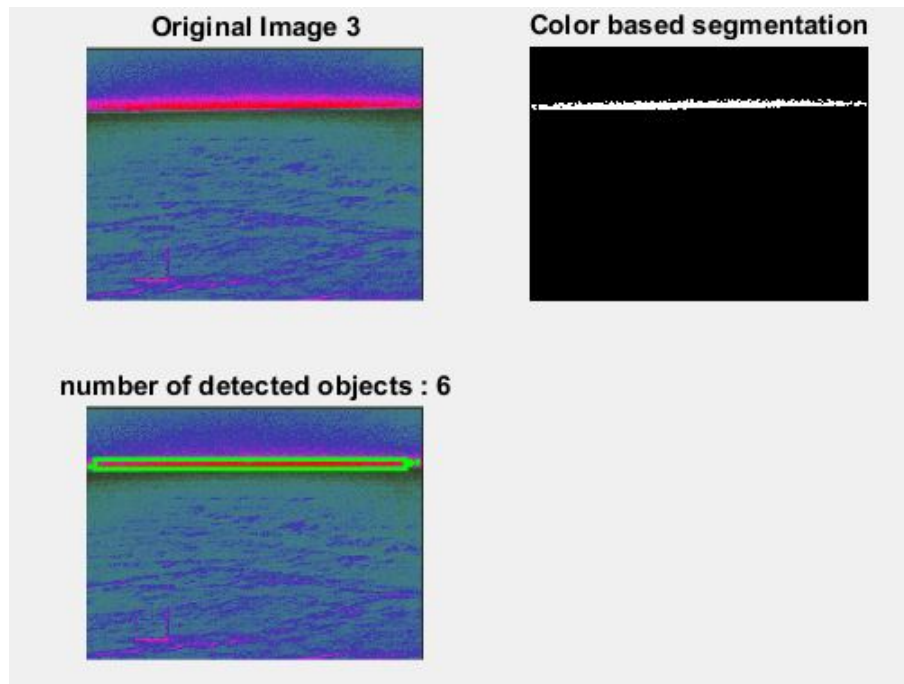 Original Image 3
Color based segmentation
number of detected objects : 6